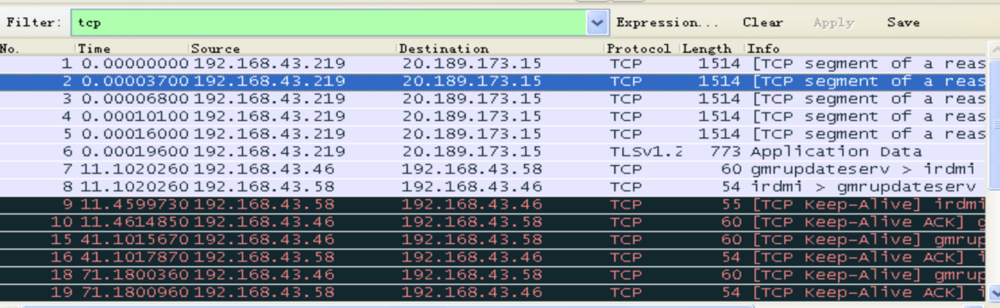 Filter: tcp Expression... Clear Apply Save
No. Time Source Destination Protocol Length Info
1 0.00000000 192.168.43.219 20.189.173.15 TCP 1514 [TCP segment of a reas
2 0.00003700 192.168.43.219 20.189.173.15 TCP 1514 [TCP segment of a reas
3 0.00006800 192.168.43.219 20.189.173.15 TCP 1514 [TCP segment of a reas
4 0.00010100 192.168.43.219 20.189.173.15 TCP 1514 [TCP segment of a reas
5 0.00016000 192.168.43.219 20.189.173.15 TCP 1514 [TCP segment of a reas
6 0.00019600 192.168.43.219 20.189.173.15 TLSv1.2 773 Application Data
7 11.1020260 192.168.43.46 192.168.43.58 TCP 60 gmrupdateserv > irdmi
8 11.1020260 192.168.43.58 192.168.43.46 TCP 54 irdmi > gmrupdateserv
9 11.4599730 192.168.43.58 192.168.43.46 TCP 55 [TCP Keep-Alive] irdmi
10 11.4614850 192.168.43.46 192.168.43.58 TCP 60 [TCP Keep-Alive ACK] g
15 41.1015670 192.168.43.46 192.168.43.58 TCP 60 [TCP Keep-Alive] gmrup
16 41.1017870 192.168.43.58 192.168.43.46 TCP 54 [TCP Keep-Alive ACK] i
18 71.1800360 192.168.43.46 192.168.43.58 TCP 60 [TCP Keep-Alive] gmrup
19 71.1800960 192.168.43.58 192.168.43.46 TCP 54 [TCP Keep-Alive ACK] i